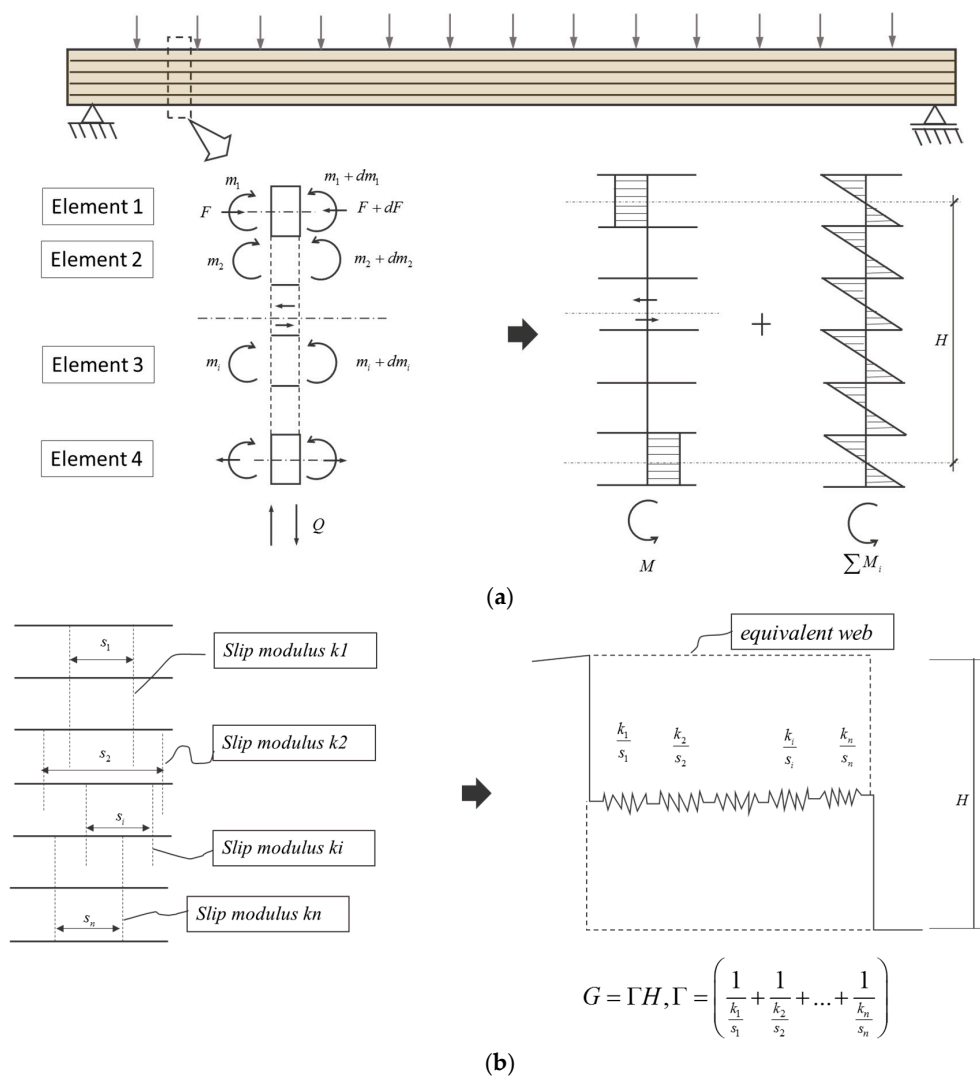 m₁
m₁ + dm₁
Element 1
F
F + dF
Element 2
m₂
m₂ + dm₂
+
H
Element 3
mᵢ
mᵢ + dmᵢ
Element 4
Q
M
∑Mᵢ
(a)
s₁
Slip modulus k1
equivalent web
s₂
Slip modulus k2
k₁/s₁ k₂/s₂ kᵢ/sᵢ kₙ/sₙ
H
sᵢ
Slip modulus ki
sₙ
Slip modulus kn
G = ΓH, Γ = (1/(k₁/s₁) + 1/(k₂/s₂) + ... + 1/(kₙ/sₙ))
(b)